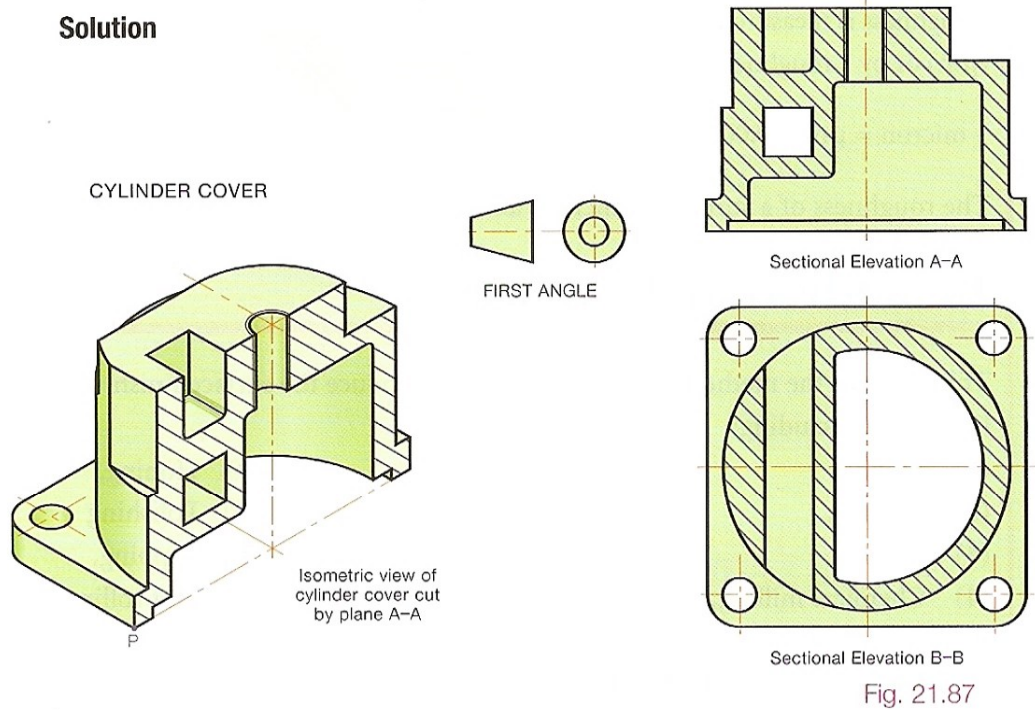 Solution
CYLINDER COVER
FIRST ANGLE
Sectional Elevation A–A
Isometric view of
cylinder cover cut
by plane A–A
P
Sectional Elevation B–B
Fig. 21.87